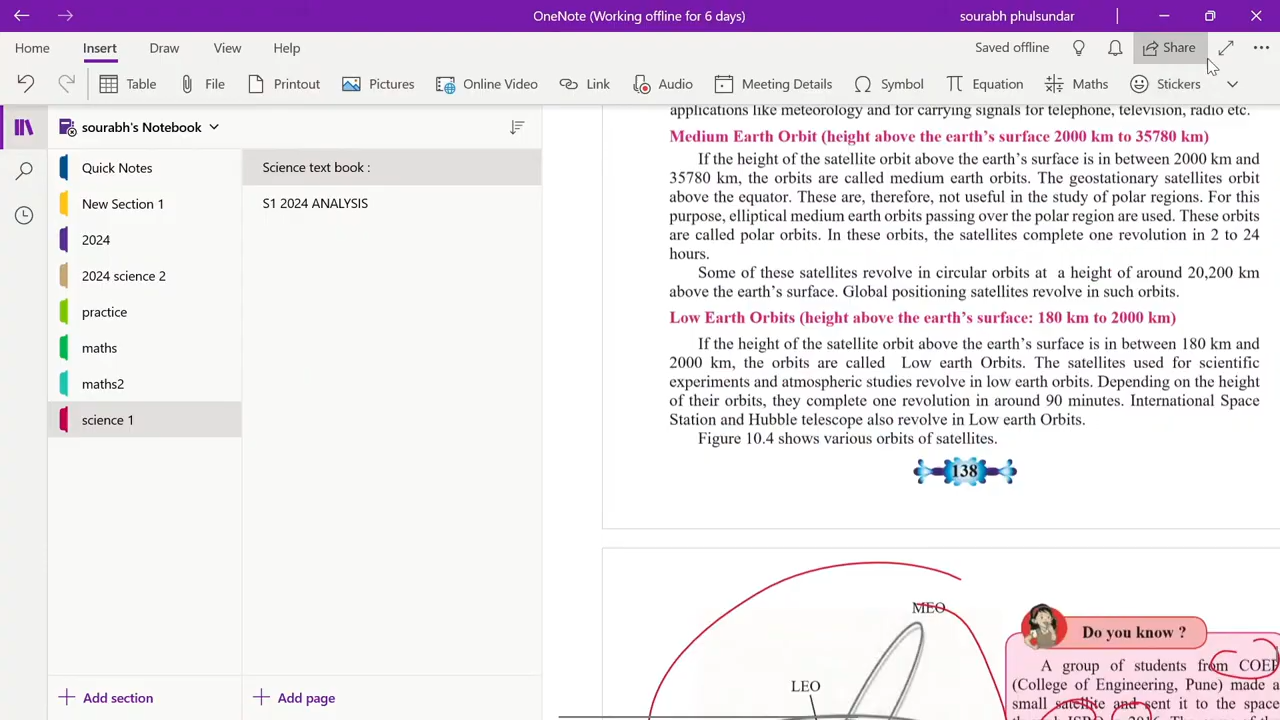 OneNote (Working offline for 6 days)
sourabh phulsundar
Home
Insert
Draw
View
Help
Saved offline
Share
Table
File
Printout
Pictures
Online Video
Link
Audio
Meeting Details
Symbol
Equation
Maths
Stickers
sourabh's Notebook
Quick Notes
New Section 1
2024
2024 science 2
practice
maths
maths2
science 1
Add section
Science text book :
S1 2024 ANALYSIS
Add page
applications like meteorology and for carrying signals for telephone, television, radio etc.
Medium Earth Orbit (height above the earth's surface 2000 km to 35780 km)
If the height of the satellite orbit above the earth's surface is in between 2000 km and
35780 km, the orbits are called medium earth orbits. The geostationary satellites orbit
above the equator. These are, therefore, not useful in the study of polar regions. For this
purpose, elliptical medium earth orbits passing over the polar region are used. These orbits
are called polar orbits. In these orbits, the satellites complete one revolution in 2 to 24
hours.
Some of these satellites revolve in circular orbits at a height of around 20,200 km
above the earth's surface. Global positioning satellites revolve in such orbits.
Low Earth Orbits (height above the earth's surface: 180 km to 2000 km)
If the height of the satellite orbit above the earth's surface is in between 180 km and
2000 km, the orbits are called Low earth Orbits. The satellites used for scientific
experiments and atmospheric studies revolve in low earth orbits. Depending on the height
of their orbits, they complete one revolution in around 90 minutes. International Space
Station and Hubble telescope also revolve in Low earth Orbits.
Figure 10.4 shows various orbits of satellites.
138
MEO
LEO
Do you know ?
A group of students from COEP
(College of Engineering, Pune) made a
small satellite and sent it to the space